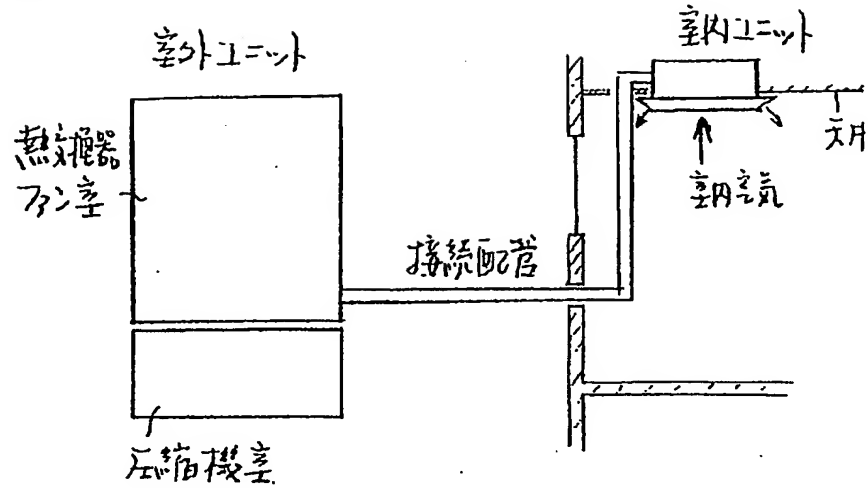 室外ユニット
室内ユニット
熱交換器
ファン室
天井
室内空気
接続配管
圧縮機室